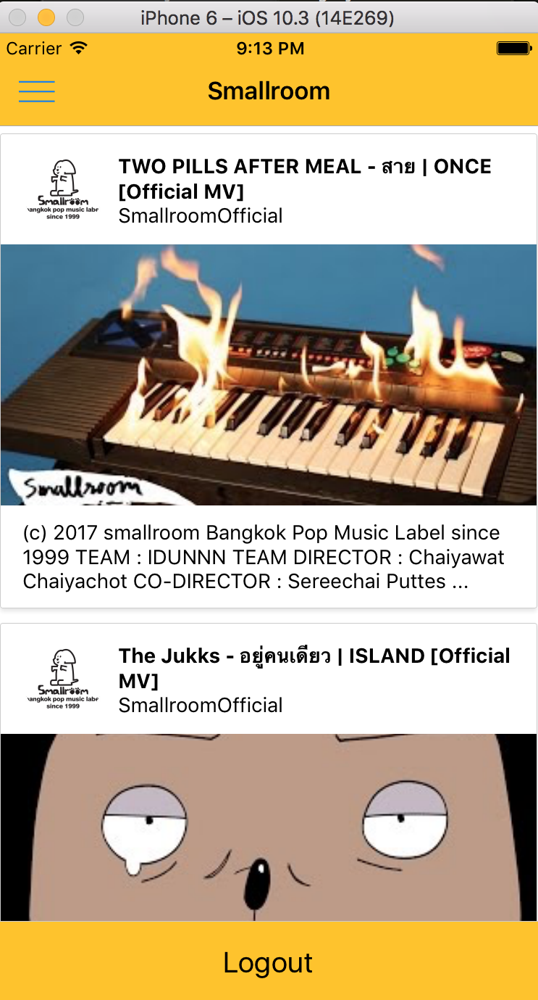 iPhone 6 – iOS 10.3 (14E269)
Carrier 9:13 PM
Smallroom
TWO PILLS AFTER MEAL - สาย | ONCE
[Official MV]
SmallroomOfficial
Smallroom
angkok pop music labe
since 1999
Smallroom
(c) 2017 smallroom Bangkok Pop Music Label since
1999 TEAM : IDUNNN TEAM DIRECTOR : Chaiyawat
Chaiyachot CO-DIRECTOR : Sereechai Puttes ...
The Jukks - อยู่คนเดียว | ISLAND [Official
MV]
SmallroomOfficial
Smallroom
angkok pop music labe
since 1999
Logout